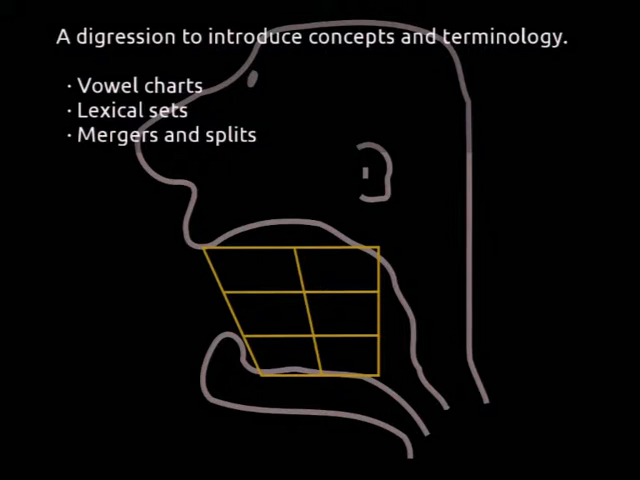 A digression to introduce concepts and terminology.
· Vowel charts
· Lexical sets
· Mergers and splits